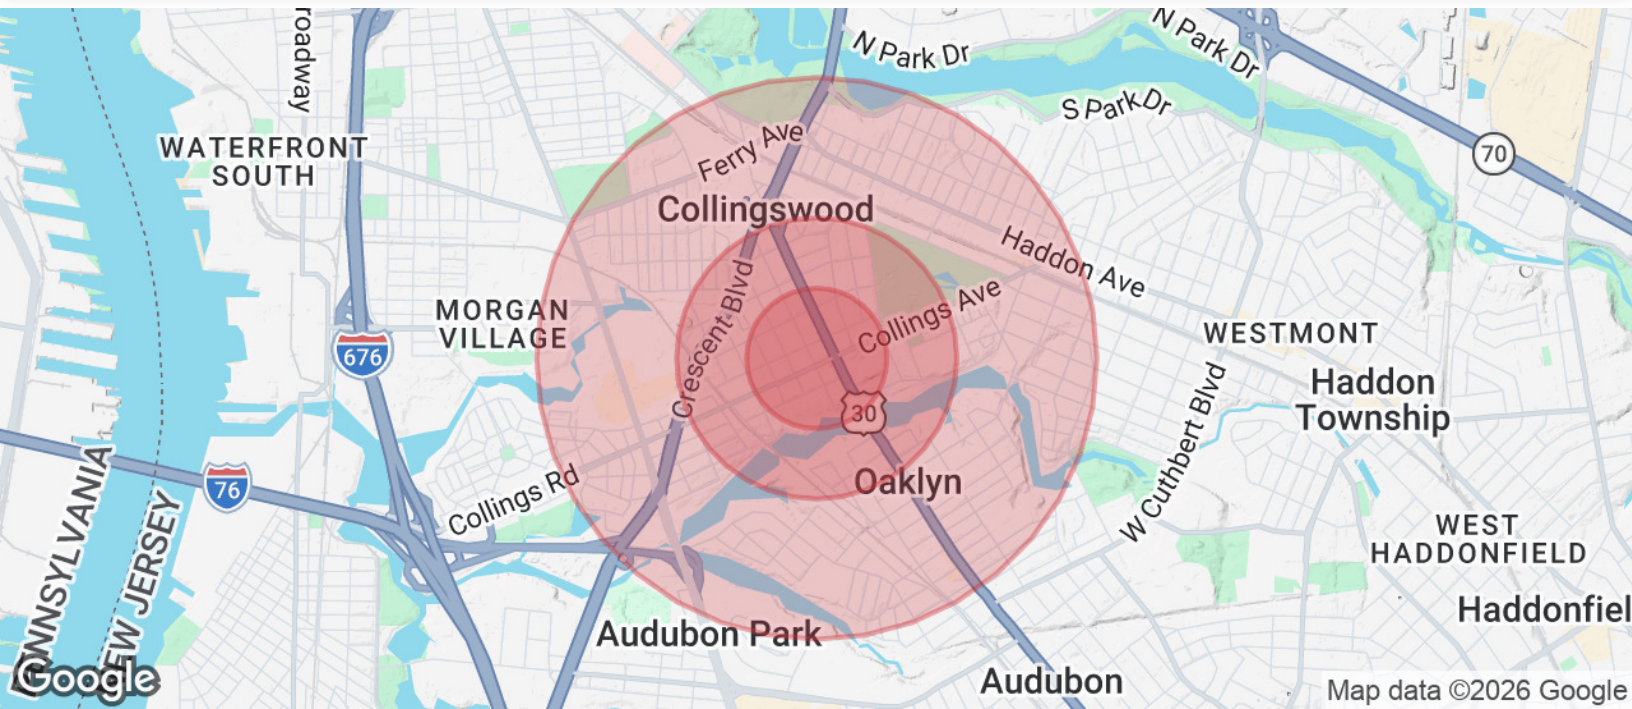 roadway
N Park Dr
N Park Dr
S Park Dr
70
Ferry Ave
WATERFRONT
SOUTH
Collingswood
Haddon Ave
Crescent Blvd
Collings Ave
MORGAN
VILLAGE
676
WESTMONT
Haddon
Township
30
W Cuthbert Blvd
76
Collings Rd
Oaklyn
PENNSYLVANIA
NEW JERSEY
WEST
HADDONFIELD
Haddonfiel
Audubon Park
Audubon
Google
Map data ©2026 Google